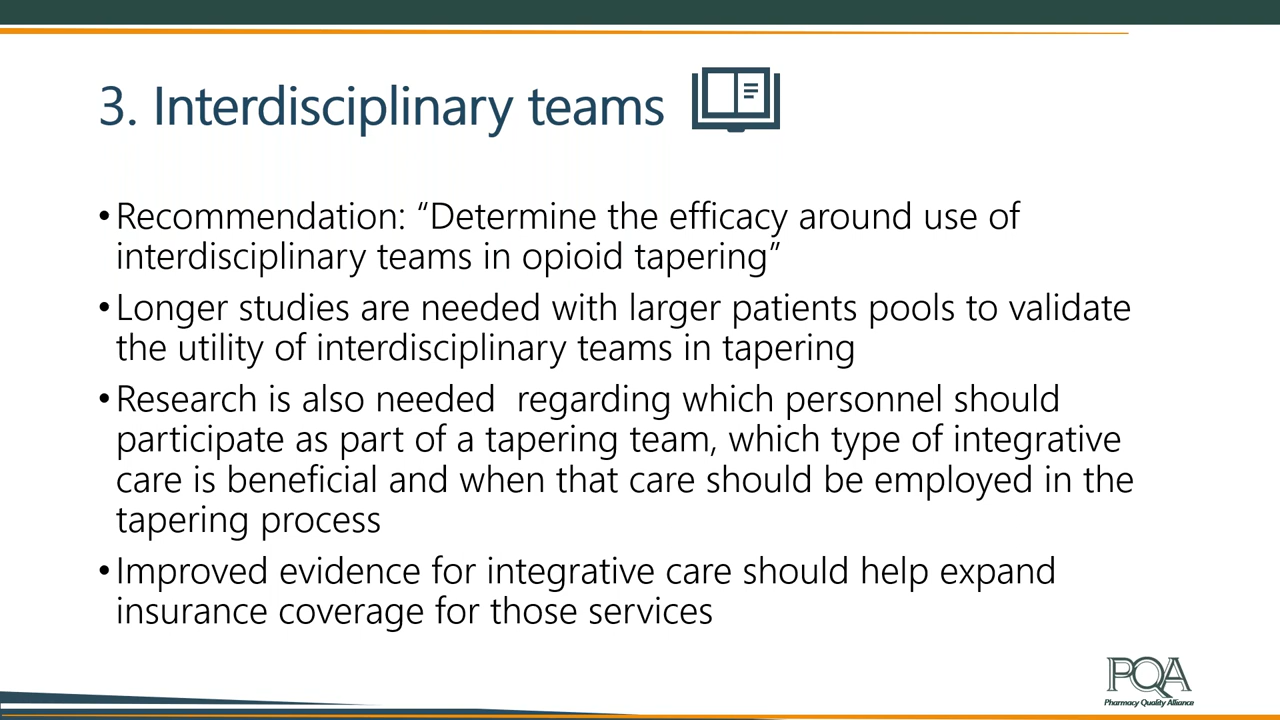 3. Interdisciplinary teams
•Recommendation: “Determine the efficacy around use of
interdisciplinary teams in opioid tapering”
•Longer studies are needed with larger patients pools to validate
the utility of interdisciplinary teams in tapering
•Research is also needed  regarding which personnel should
participate as part of a tapering team, which type of integrative
care is beneficial and when that care should be employed in the
tapering process
•Improved evidence for integrative care should help expand
insurance coverage for those services
PQA
Pharmacy Quality Alliance